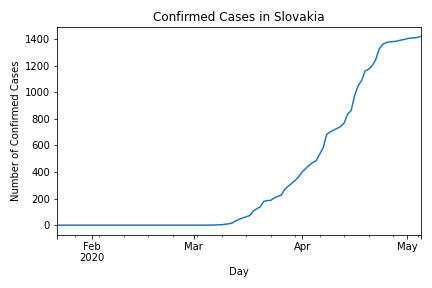 Confirmed Cases in Slovakia
Number of Confirmed Cases
1400
1200
1000
800
600
400
200
0
Feb
2020
Mar
Apr
May
Day